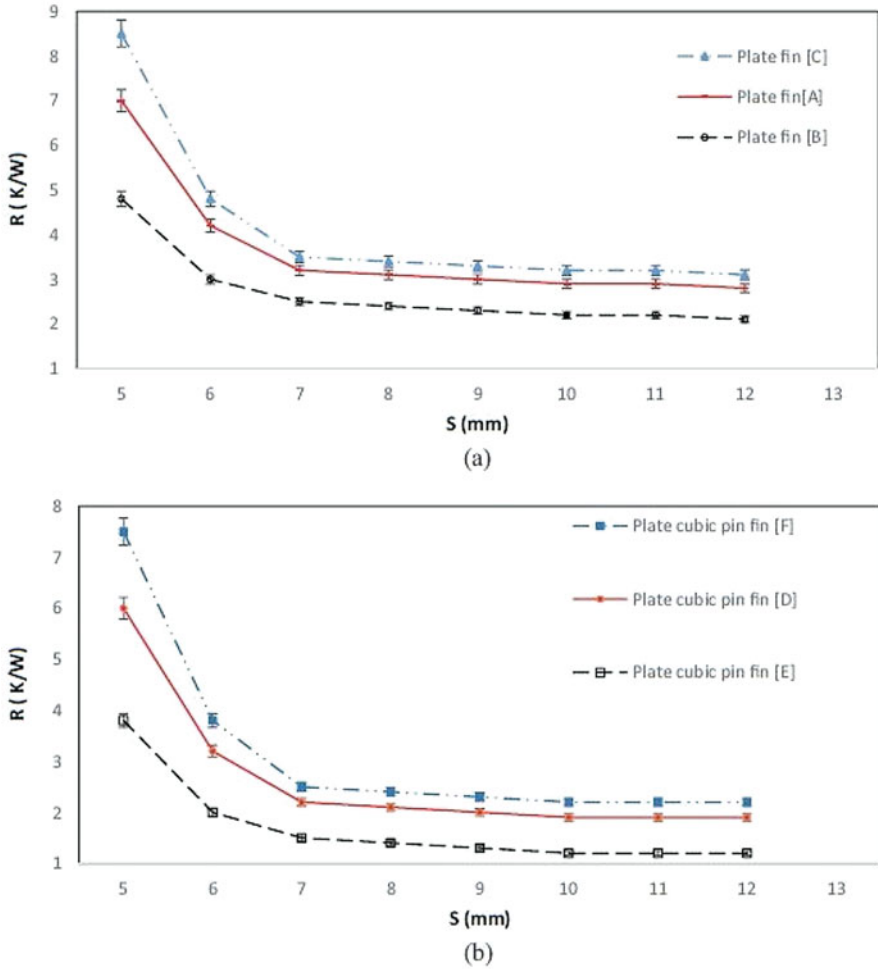 9
8
7
6
5
4
3
2
1
R ( K/W)
Plate fin [C]
Plate fin[A]
Plate fin [B]
5 6 7 8 9 10 11 12 13
S (mm)
(a)
8
7
6
5
4
3
2
1
R ( K/W)
Plate cubic pin fin [F]
Plate cubic pin fin [D]
Plate cubic pin fin [E]
5 6 7 8 9 10 11 12 13
S (mm)
(b)